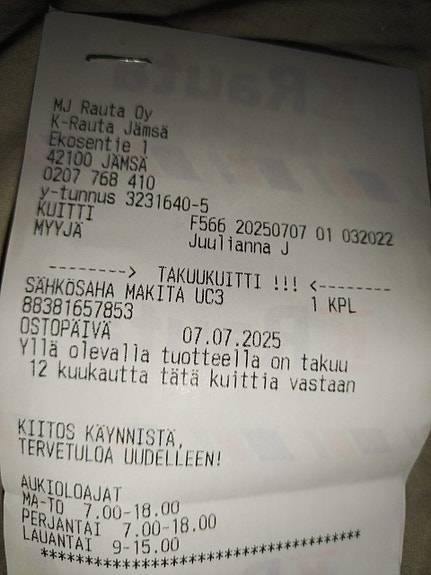 MJ Rauta Oy
K-Rauta Jämsä
Ekosentie 1
42100 JÄMSÄ
0207 768 410
y-tunnus 3231640-5
KUITTI F566 20250707 01 032022
MYYJÄ Juulianna J
--------> TAKUUKUITTI !!! <--------
SÄHKÖSAHA MAKITA UC3 1 KPL
88381657853
OSTOPÄIVÄ 07.07.2025
Yllä olevalla tuotteella on takuu
12 kuukautta tätä kuittia vastaan
KIITOS KÄYNNISTÄ,
TERVETULOA UUDELLEEN!
AUKIOLOAJAT
MA-TO 7.00-18.00
PERJANTAI 7.00-18.00
LAUANTAI 9-15.00
***********************************